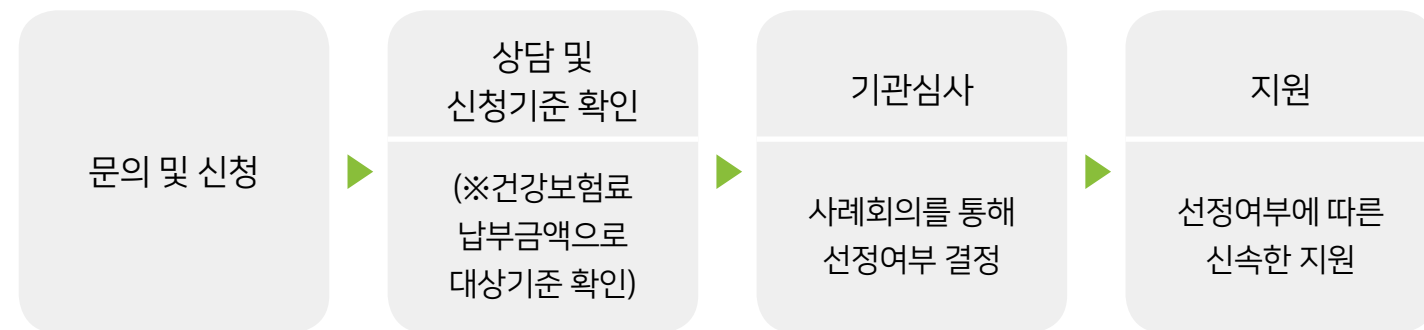 문의 및 신청
상담 및
신청기준 확인
(※건강보험료
납부금액으로
대상기준 확인)
기관심사
사례회의를 통해
선정여부 결정
지원
선정여부에 따른
신속한 지원